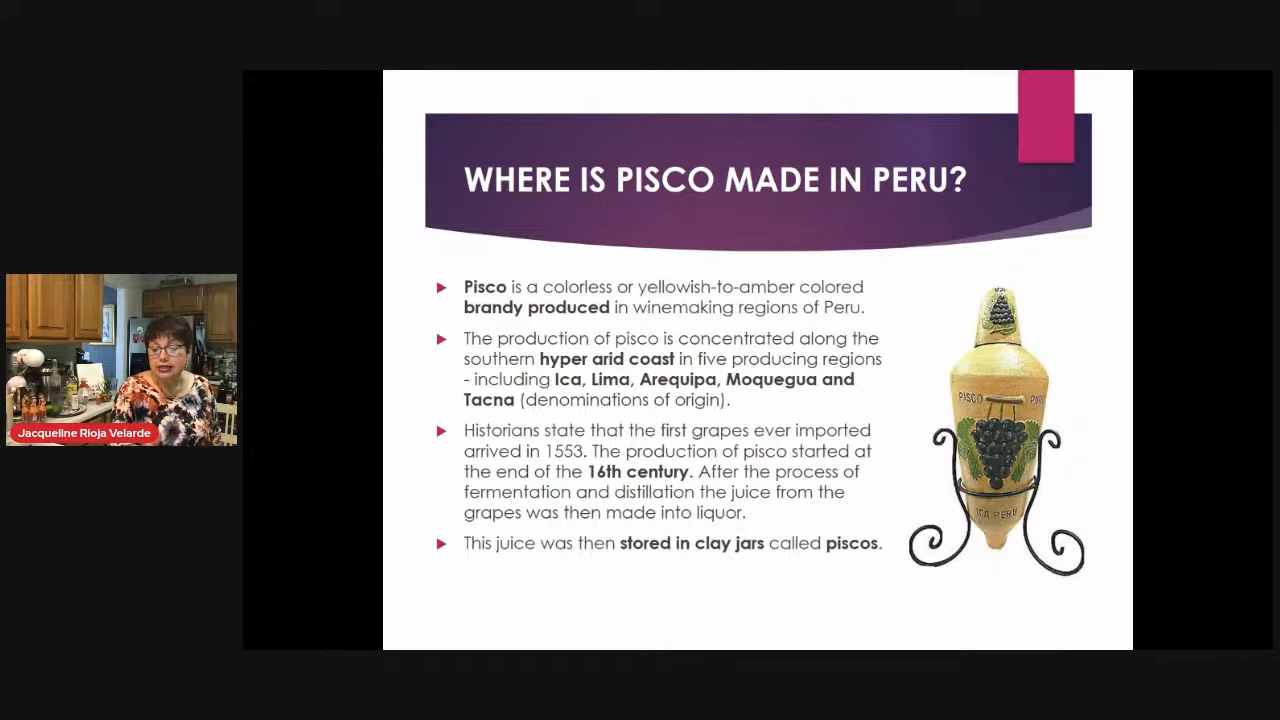 WHERE IS PISCO MADE IN PERU?
Pisco is a colorless or yellowish-to-amber colored
brandy produced in winemaking regions of Peru.
The production of pisco is concentrated along the
southern hyper arid coast in five producing regions
- including Ica, Lima, Arequipa, Moquegua and
Tacna (denominations of origin).
Historians state that the first grapes ever imported
arrived in 1553. The production of pisco started at
the end of the 16th century. After the process of
fermentation and distillation the juice from the
grapes was then made into liquor.
This juice was then stored in clay jars called piscos.
PISCO PURO
ICA PERU
Jacqueline Rioja Velarde